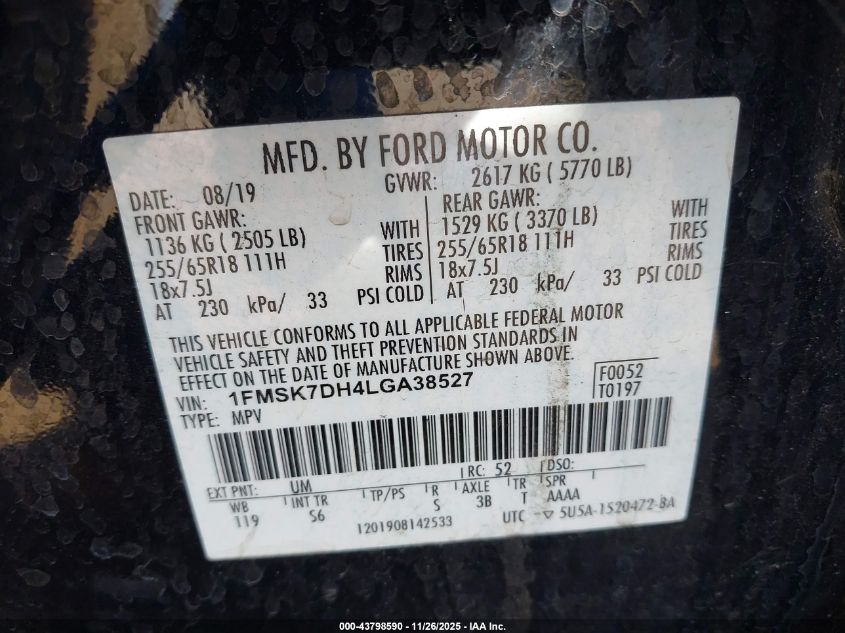 MFD. BY FORD MOTOR CO.
DATE: 08/19 GVWR: 2617 KG ( 5770 LB)
FRONT GAWR: REAR GAWR:
1136 KG ( 2505 LB) WITH 1529 KG ( 3370 LB) WITH
255/65R18 111H TIRES 255/65R18 111H TIRES
18x7.5J RIMS 18x7.5J RIMS
AT 230 kPa/ 33 PSI COLD AT 230 kPa/ 33 PSI COLD
THIS VEHICLE CONFORMS TO ALL APPLICABLE FEDERAL MOTOR
VEHICLE SAFETY AND THEFT PREVENTION STANDARDS IN
EFFECT ON THE DATE OF MANUFACTURE SHOWN ABOVE.
VIN: 1FMSK7DH4LGA38527 F0052
TYPE: MPV T0197
EXT PNT: UM RC: 52 DSO:
WB INT TR TP/PS R AXLE TR SPR
119 S6 S 3B T AAAA
1201908142533 UTC ▽ 5U5A-1520472-BA
000-43798590 - 11/26/2025 - IAA Inc.